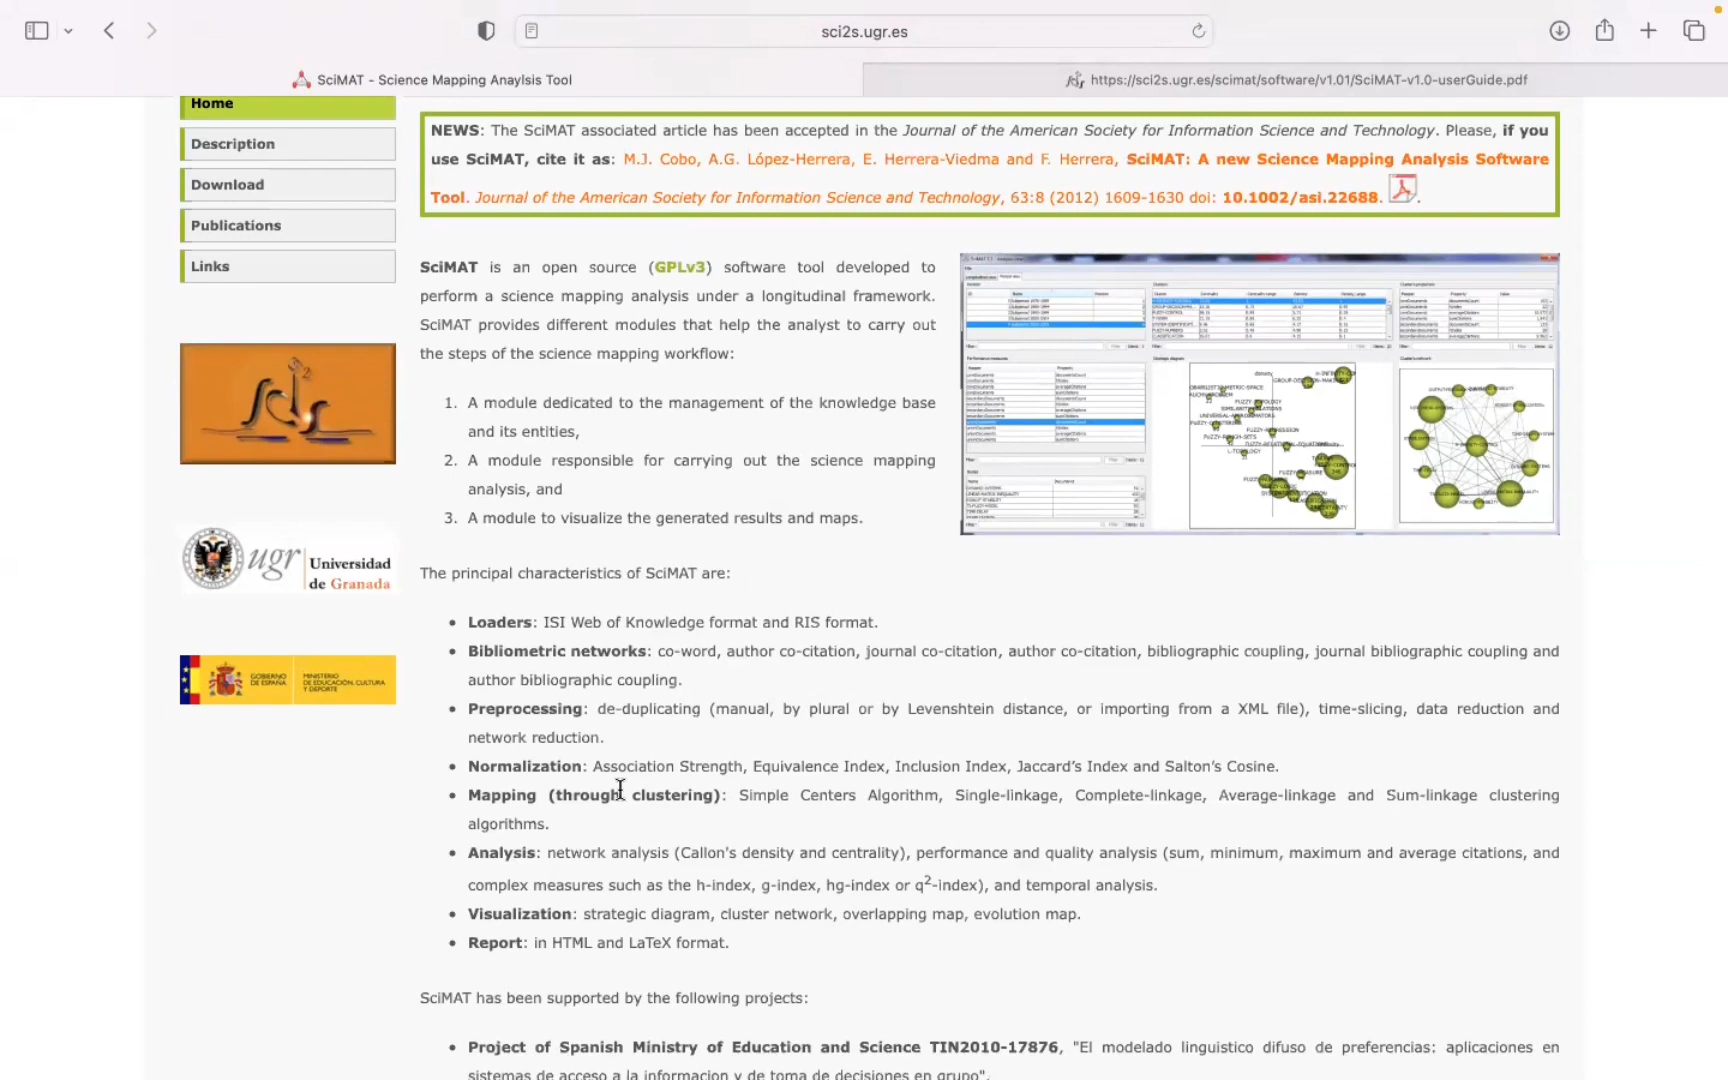 sci2s.ugr.es
SciMAT - Science Mapping Anaylsis Tool
https://sci2s.ugr.es/scimat/software/v1.01/SciMAT-v1.0-userGuide.pdf
Home
Description
Download
Publications
Links
ugr Universidad
de Granada
GOBIERNO
DE ESPAÑA
MINISTERIO
DE EDUCACIÓN, CULTURA
Y DEPORTE
NEWS: The SciMAT associated article has been accepted in the Journal of the American Society for Information Science and Technology. Please, if you
use SciMAT, cite it as: M.J. Cobo, A.G. López-Herrera, E. Herrera-Viedma and F. Herrera, SciMAT: A new Science Mapping Analysis Software
Tool. Journal of the American Society for Information Science and Technology, 63:8 (2012) 1609-1630 doi: 10.1002/asi.22688. .
SciMAT is an open source (GPLv3) software tool developed to
perform a science mapping analysis under a longitudinal framework.
SciMAT provides different modules that help the analyst to carry out
the steps of the science mapping workflow:
1. A module dedicated to the management of the knowledge base
and its entities,
2. A module responsible for carrying out the science mapping
analysis, and
3. A module to visualize the generated results and maps.
The principal characteristics of SciMAT are:
• Loaders: ISI Web of Knowledge format and RIS format.
• Bibliometric networks: co-word, author co-citation, journal co-citation, author co-citation, bibliographic coupling, journal bibliographic coupling and
author bibliographic coupling.
• Preprocessing: de-duplicating (manual, by plural or by Levenshtein distance, or importing from a XML file), time-slicing, data reduction and
network reduction.
• Normalization: Association Strength, Equivalence Index, Inclusion Index, Jaccard's Index and Salton's Cosine.
• Mapping (through clustering): Simple Centers Algorithm, Single-linkage, Complete-linkage, Average-linkage and Sum-linkage clustering
algorithms.
• Analysis: network analysis (Callon's density and centrality), performance and quality analysis (sum, minimum, maximum and average citations, and
complex measures such as the h-index, g-index, hg-index or q²-index), and temporal analysis.
• Visualization: strategic diagram, cluster network, overlapping map, evolution map.
• Report: in HTML and LaTeX format.
SciMAT has been supported by the following projects:
• Project of Spanish Ministry of Education and Science TIN2010-17876, "El modelado linguistico difuso de preferencias: aplicaciones en
sistemas de acceso a la informacion y de toma de decisiones en grupo".